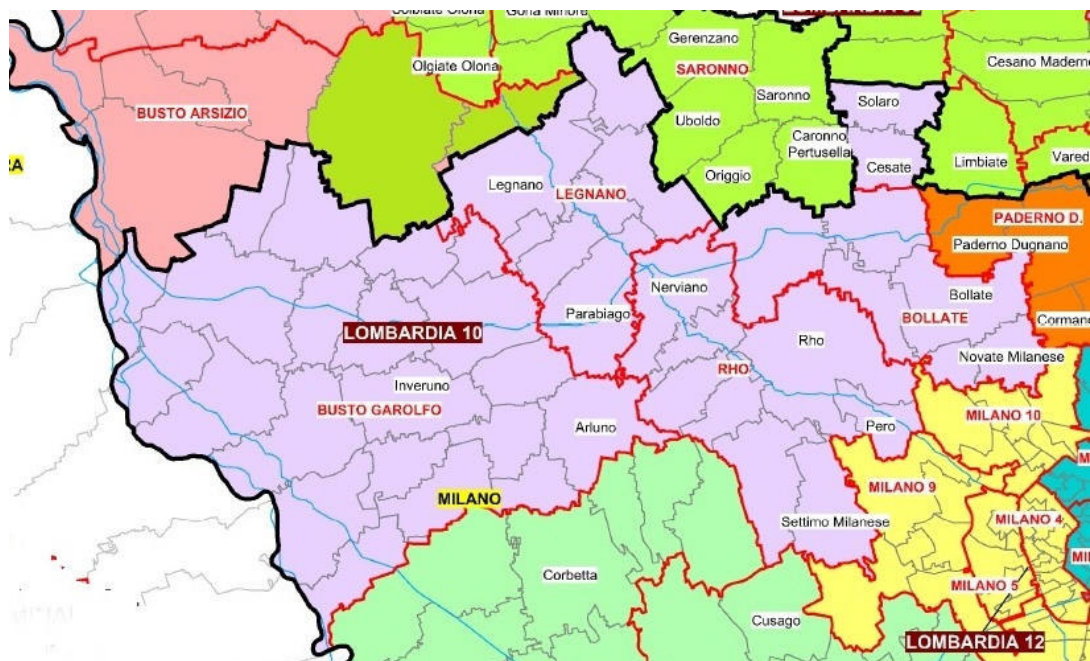 Gerenzano
Cesano Maderno
Olgiate Olona
SARONNO
Saronno
Solaro
BUSTO ARSIZIO
Uboldo
Caronno
Pertusella
Limbiate
Cesate
Origgio
Legnano
LEGNANO
PADERNO D.
Paderno Dugnano
Nerviano
Bollate
BOLLATE
Parabiago
Cormano
LOMBARDIA 10
Rho
Novate Milanese
RHO
Inveruno
BUSTO GAROLFO
MILANO 10
Arluno
Pero
MILANO
MILANO 9
Settimo Milanese
MILANO 4
Corbetta
MILANO 5
Cusago
LOMBARDIA 12